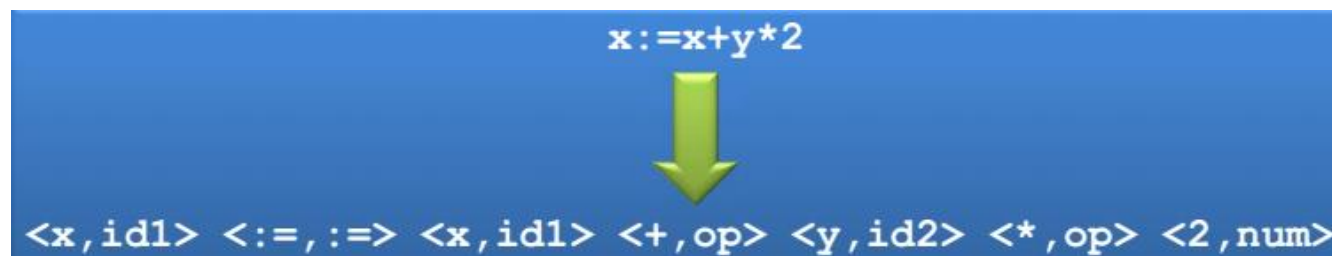 x:=x+y*2
<x,id1> <:=,:=> <x,id1> <+,op> <y,id2> <*,op> <2,num>